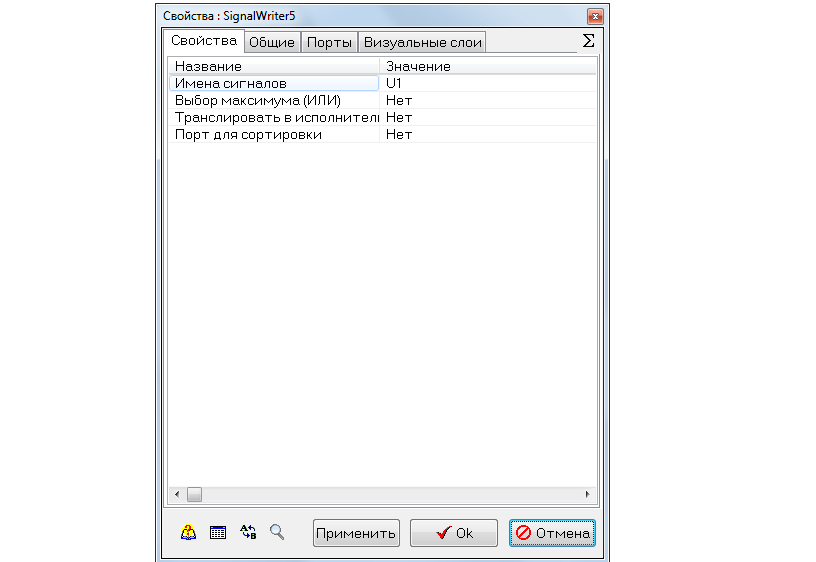 Свойства : SignalWriter5
Свойства Общие Порты Визуальные слои Σ
Название Значение
Имена сигналов U1
Выбор максимума (ИЛИ) Нет
Транслировать в исполнител Нет
Порт для сортировки Нет
Применить Ok Отмена